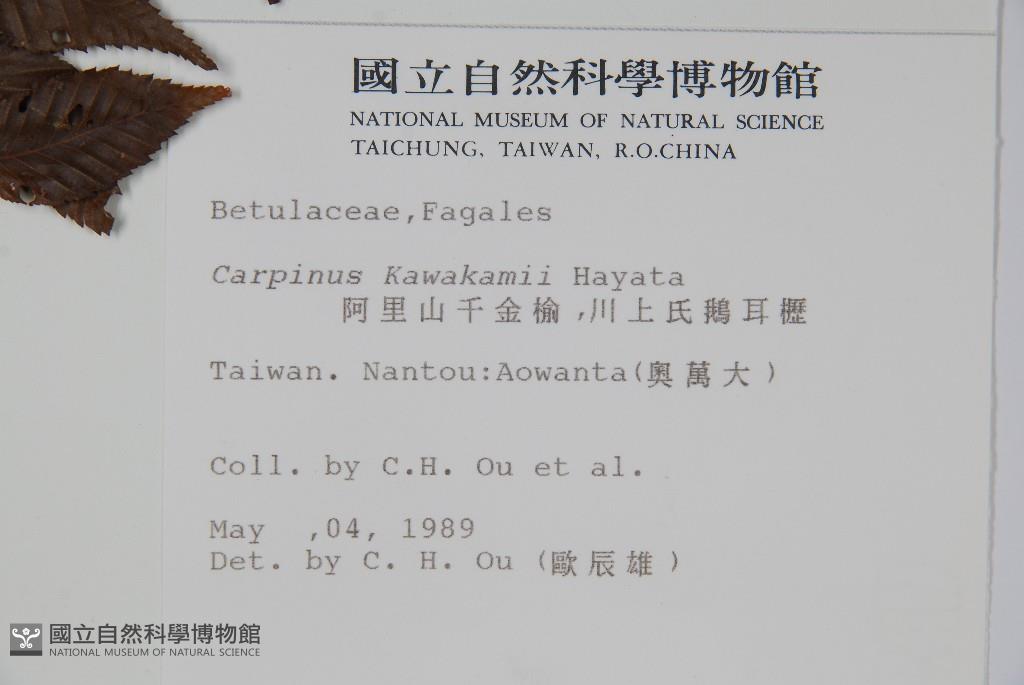 國立自然科學博物館
NATIONAL MUSEUM OF NATURAL SCIENCE
TAICHUNG, TAIWAN, R.O.CHINA
Betulaceae,Fagales
Carpinus Kawakamii Hayata
阿里山千金榆,川上氏鵝耳櫪
Taiwan. Nantou:Aowanta(奧萬大)
Coll. by C.H. Ou et al.
May ,04, 1989
Det. by C. H. Ou (歐辰雄)
國立自然科學博物館
NATIONAL MUSEUM OF NATURAL SCIENCE